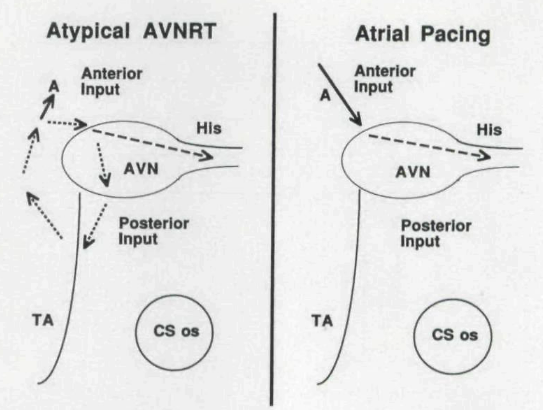 Atypical AVNRT
A
Anterior
Input
His
AVN
Posterior
Input
TA
CS os
Atrial Pacing
A
Anterior
Input
His
AVN
Posterior
Input
TA
CS os